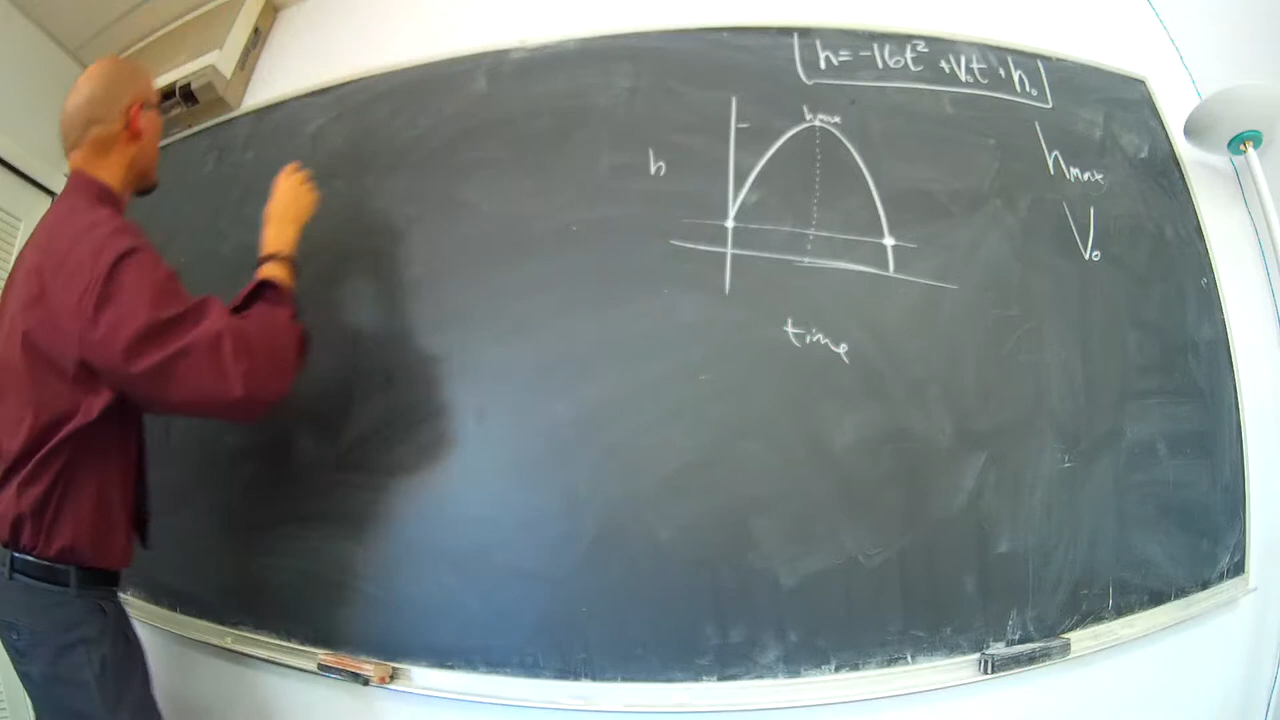 h=-16t² +V₀t+h₀
hmax
h
hmax
V₀
time